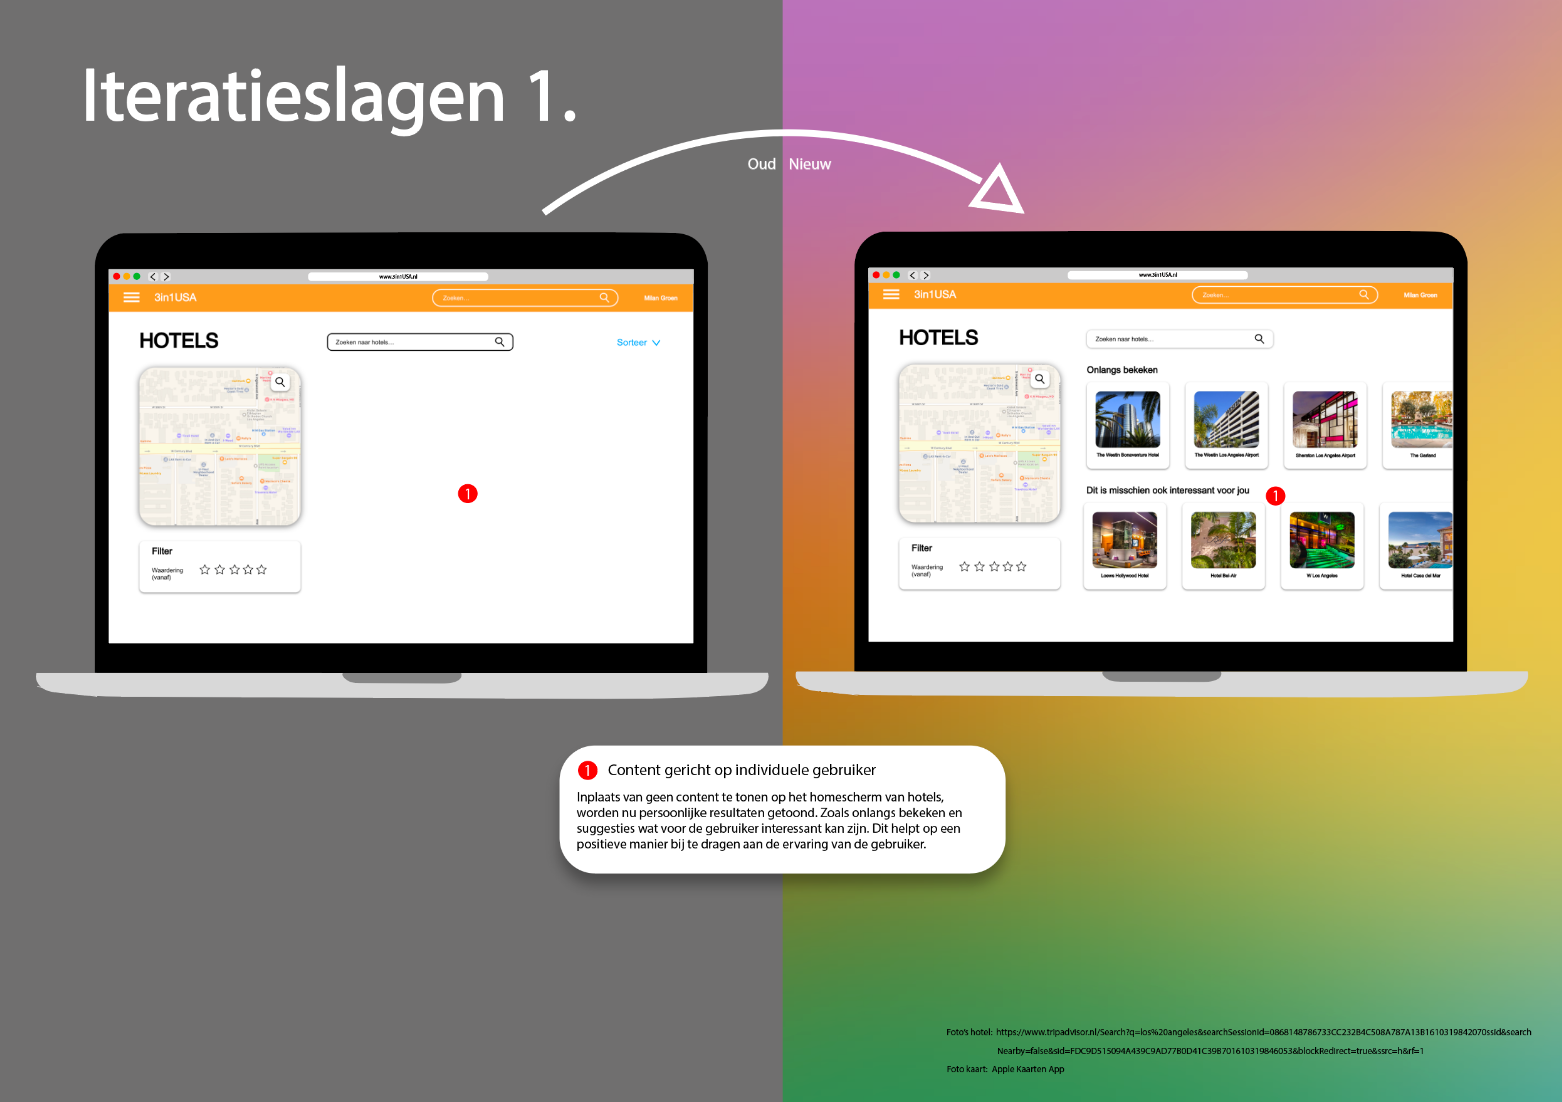 Iteratieslagen 1.
Oud Nieuw
www.3in1USA.nl
3in1USA
Zoeken...
Milan Groen
HOTELS
Zoeken naar hotels...
Sorteer
1
Filter
Waardering
(vanaf)
www.3in1USA.nl
3in1USA
Zoeken...
Milan Groen
HOTELS
Zoeken naar hotels...
Onlangs bekeken
The Westin Bonaventure Hotel
The Westin Los Angeles Airport
Sheraton Los Angeles Airport
The Garland
Dit is misschien ook interessant voor jou
1
Loews Hollywood Hotel
Hotel Bel-Air
W Los Angeles
Hotel Casa del Mar
Filter
Waardering
(vanaf)
1 Content gericht op individuele gebruiker
Inplaats van geen content te tonen op het homescherm van hotels,
worden nu persoonlijke resultaten getoond. Zoals onlangs bekeken en
suggesties wat voor de gebruiker interessant kan zijn. Dit helpt op een
positieve manier bij te dragen aan de ervaring van de gebruiker.
Foto's hotel: https://www.tripadvisor.nl/Search?q=los%20angeles&searchSessionId=0868148786733CC232B4C508A787A13B1610319842070ssid&search
Nearby=false&sid=FDC9D515094A439C9AD77B0D41C39B701610319846053&blockRedirect=true&ssrc=h&rf=1
Foto kaart: Apple Kaarten App